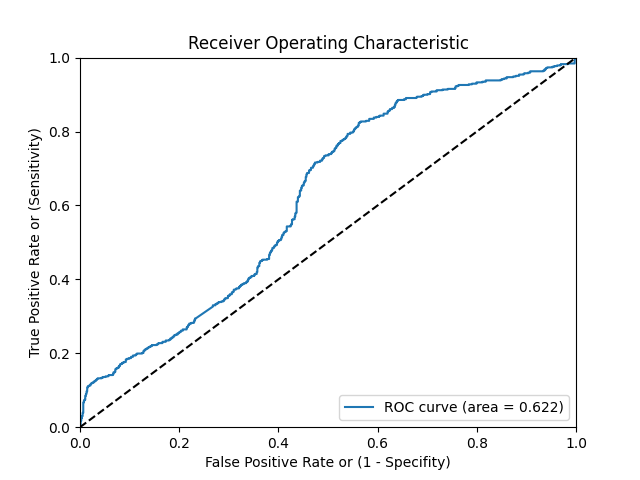 Receiver Operating Characteristic
True Positive Rate or (Sensitivity)
1.0
0.8
0.6
0.4
0.2
0.0
ROC curve (area = 0.622)
0.0 0.2 0.4 0.6 0.8 1.0
False Positive Rate or (1 - Specifity)